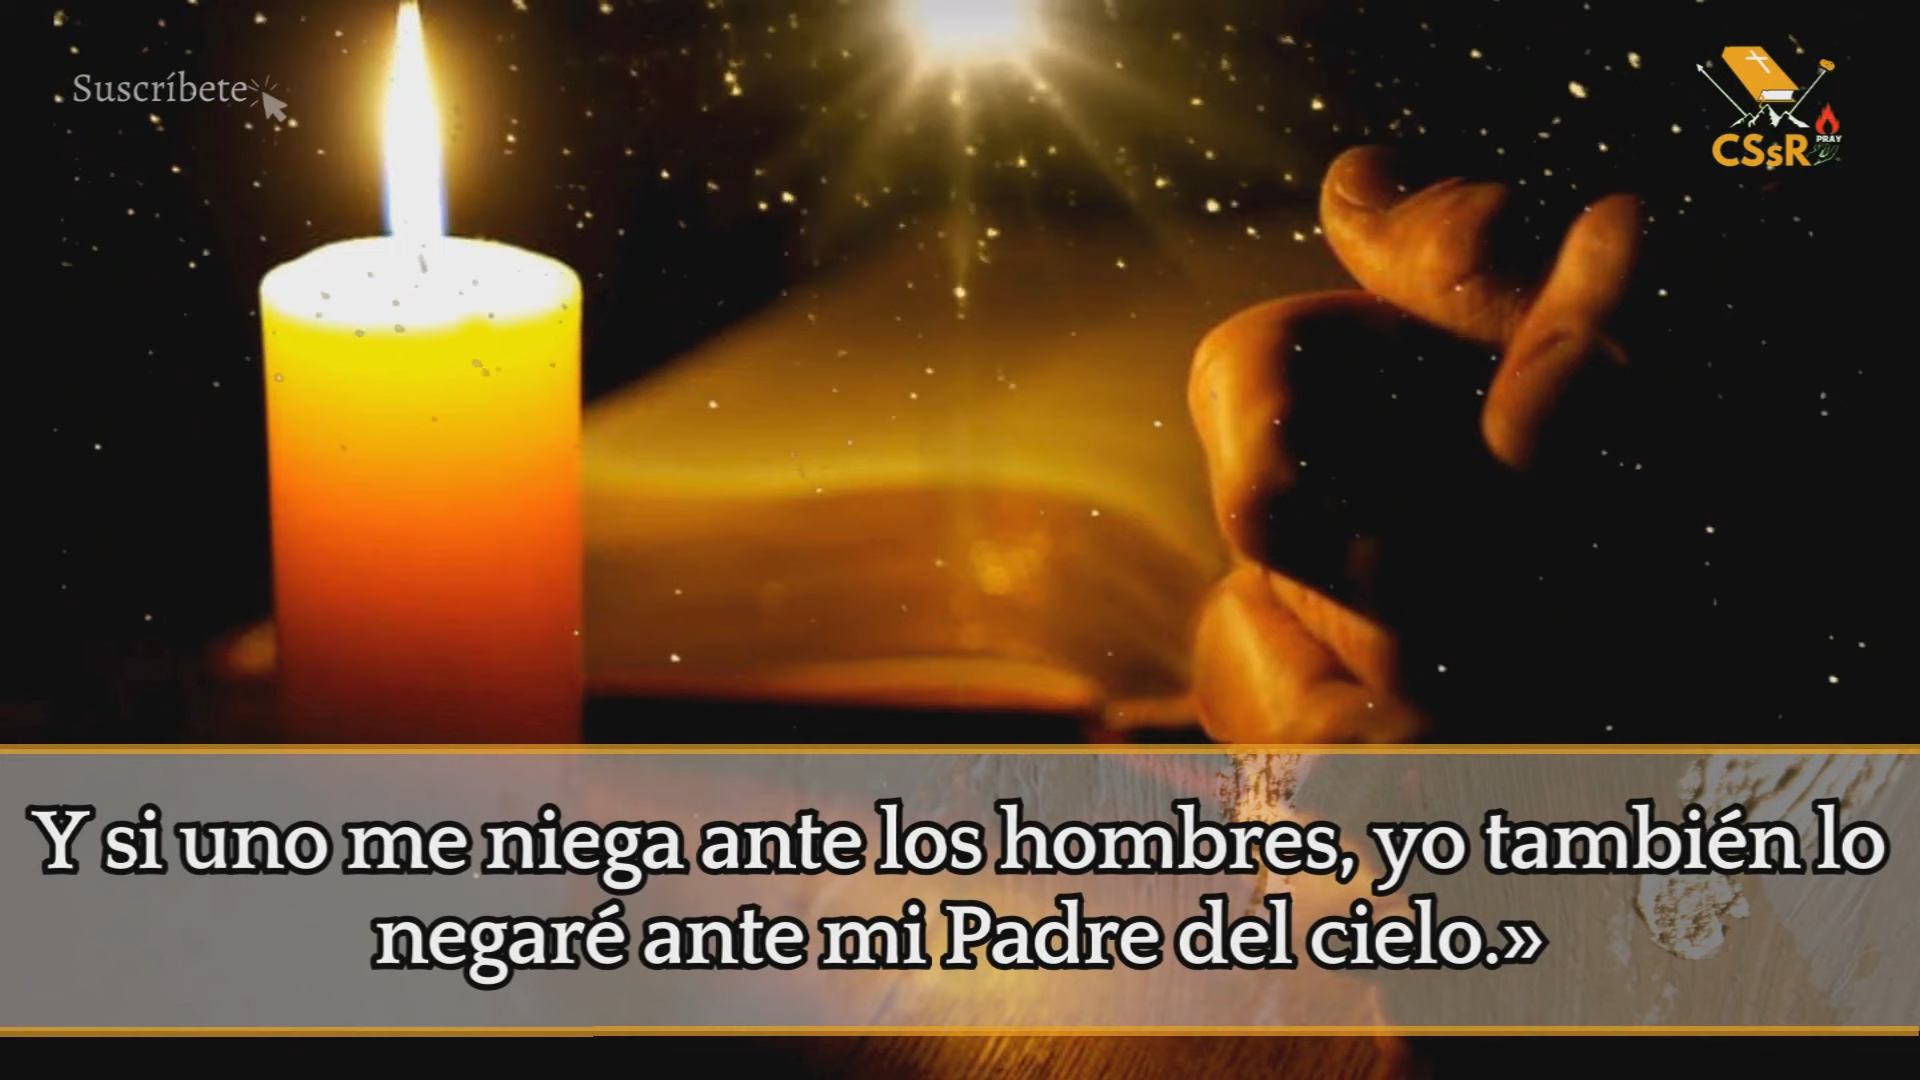 Suscríbete
CSsR
PRAY
Y si uno me niega ante los hombres, yo también lo
negaré ante mi Padre del cielo.»